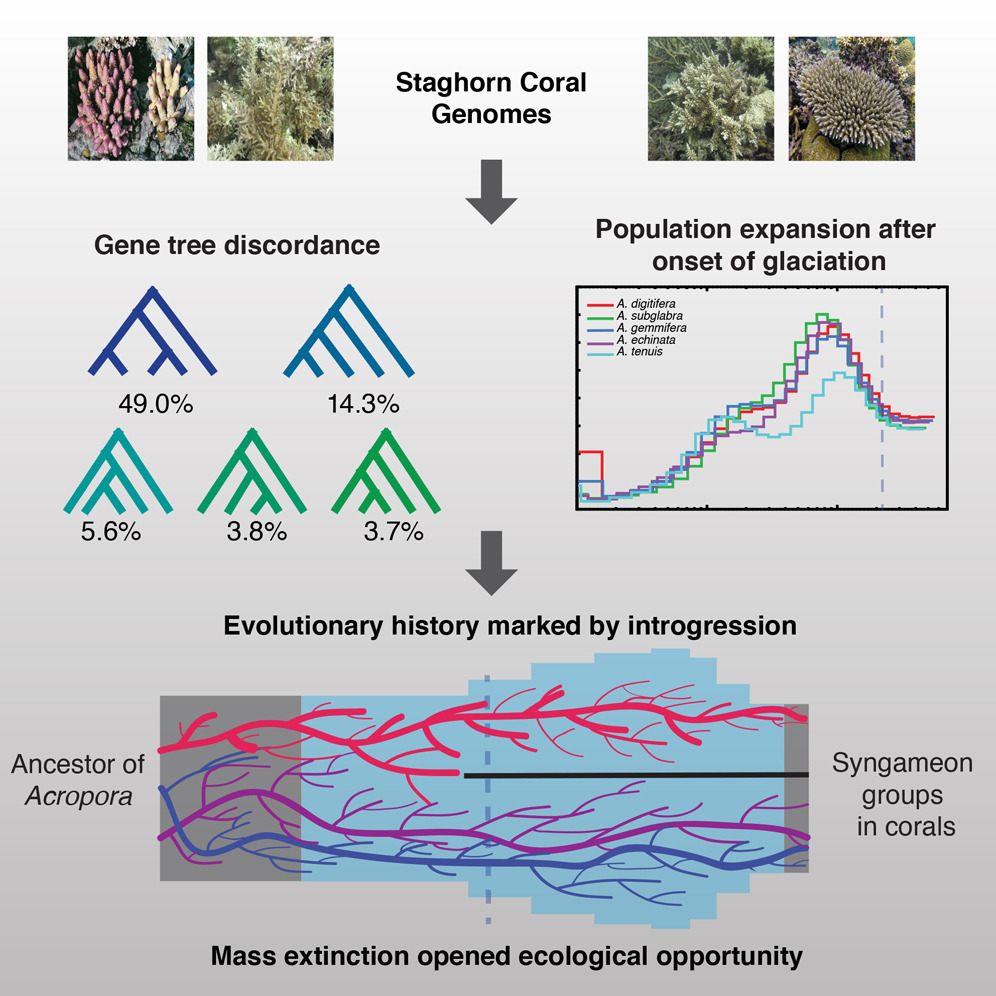 Staghorn Coral
Genomes
Gene tree discordance
49.0%
14.3%
5.6%
3.8%
3.7%
Population expansion after
onset of glaciation
A. digitifera
A. subglabra
A. gemmifera
A. echinata
A. tenuis
Evolutionary history marked by introgression
Ancestor of
Acropora
Syngameon
groups
in corals
Mass extinction opened ecological opportunity